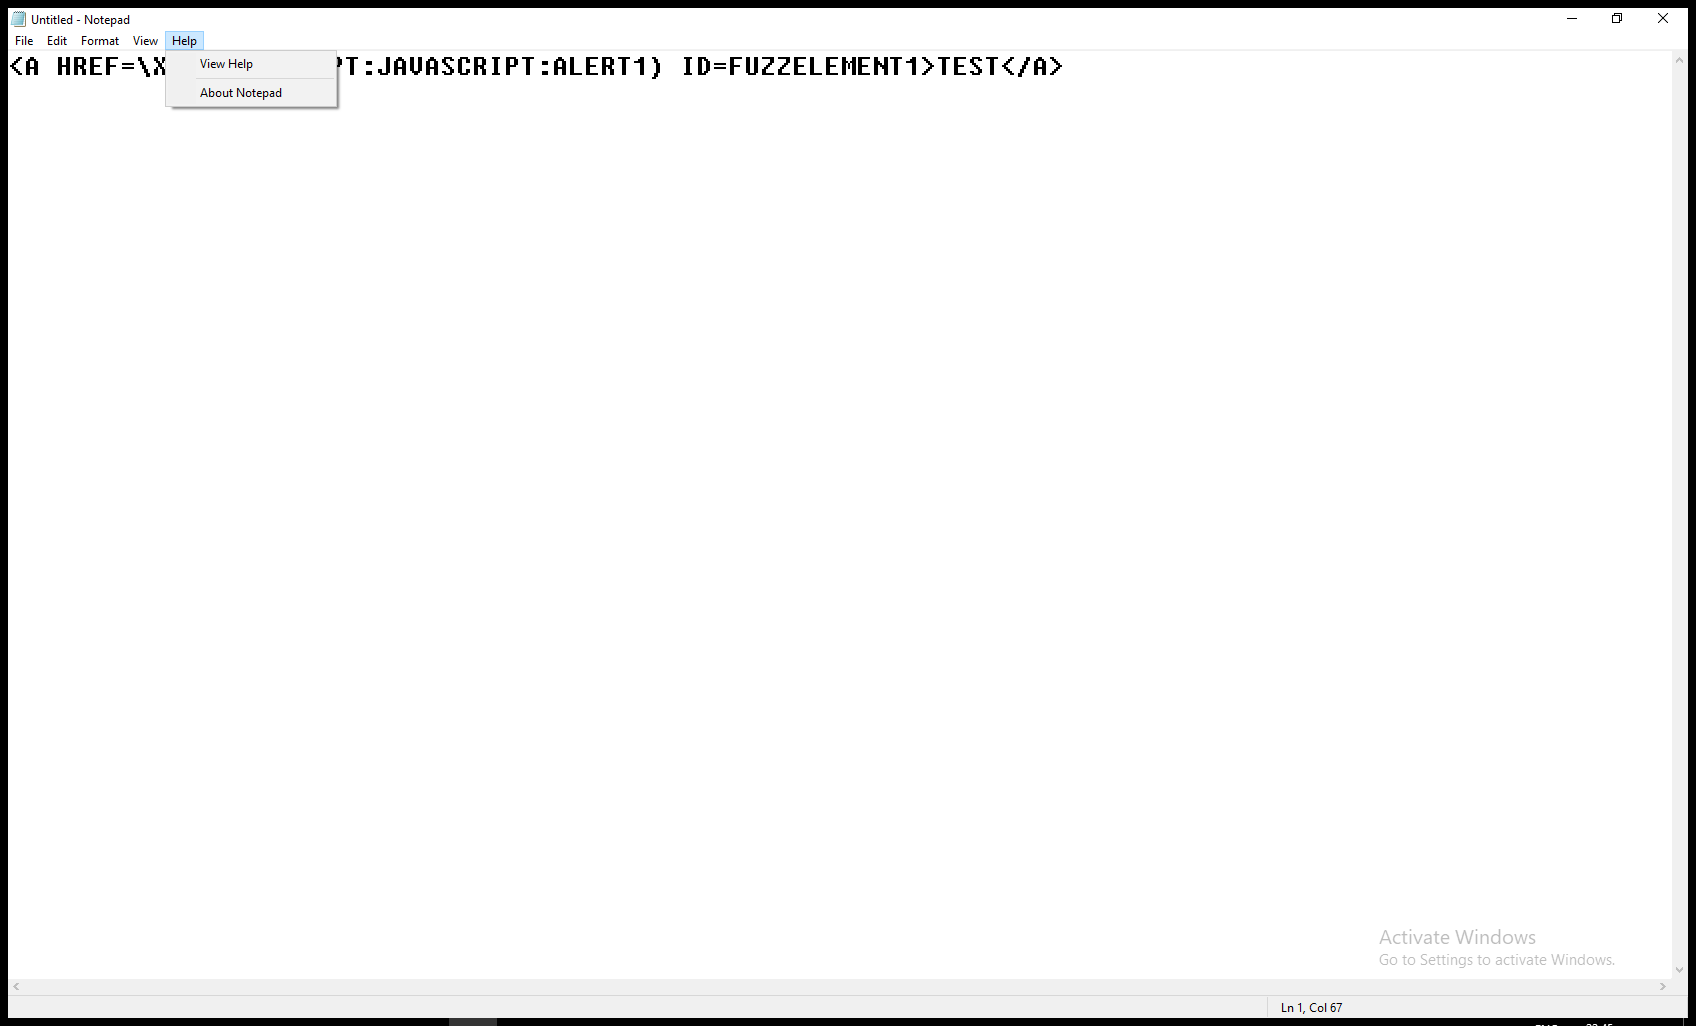 Untitled - Notepad
File Edit Format View Help
<A HREF=\X T:JAVASCRIPT:ALERT1) ID=FUZZELEMENT1>TEST</A>
View Help
About Notepad
Activate Windows
Go to Settings to activate Windows.
Ln 1, Col 67